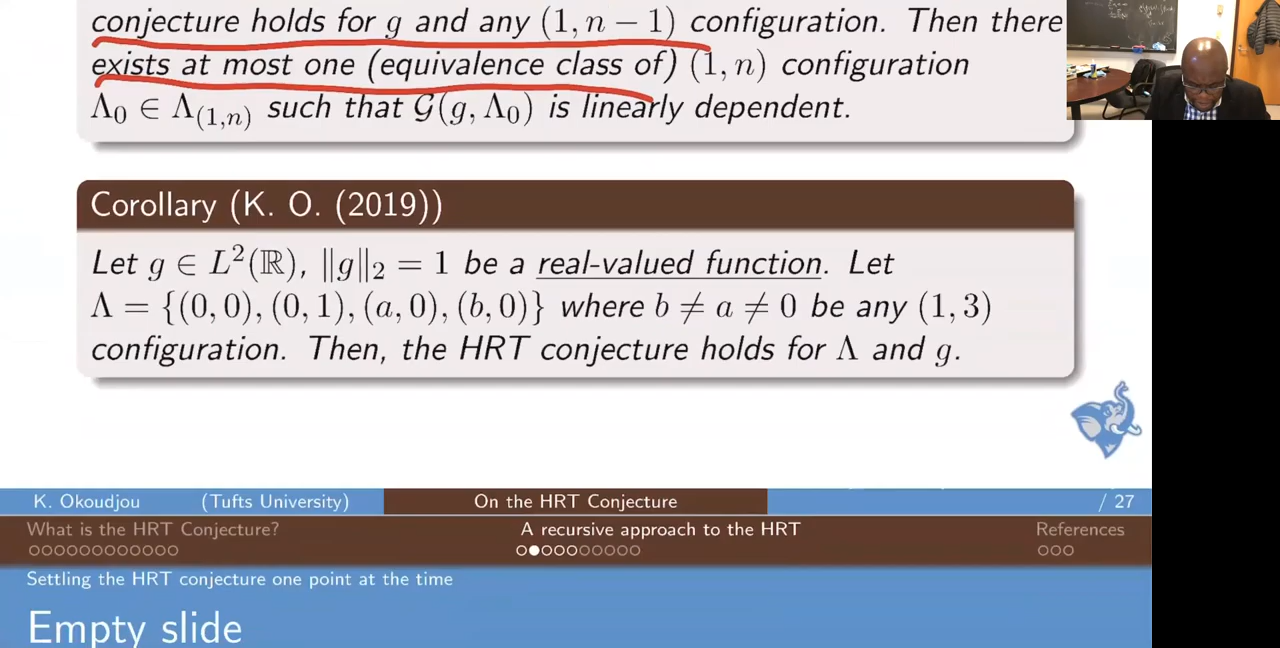 conjecture holds for g and any (1, n − 1) configuration. Then there
exists at most one (equivalence class of) (1, n) configuration
Λ₀ ∈ Λ₍₁,ₙ₎ such that 𝒢(g, Λ₀) is linearly dependent.
Corollary (K. O. (2019))
Let g ∈ L²(ℝ), ‖g‖₂ = 1 be a real-valued function. Let
Λ = {(0, 0), (0, 1), (a, 0), (b, 0)} where b ≠ a ≠ 0 be any (1, 3)
configuration. Then, the HRT conjecture holds for Λ and g.
K. Okoudjou (Tufts University) On the HRT Conjecture / 27
What is the HRT Conjecture? A recursive approach to the HRT References
Settling the HRT conjecture one point at the time
Empty slide